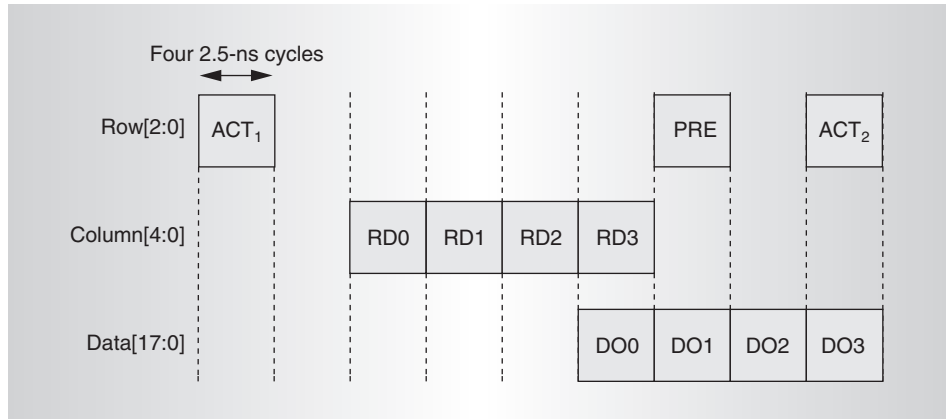 Four 2.5-ns cycles
Row[2:0] ACT₁ PRE ACT₂
Column[4:0] RD0 RD1 RD2 RD3
Data[17:0] DO0 DO1 DO2 DO3